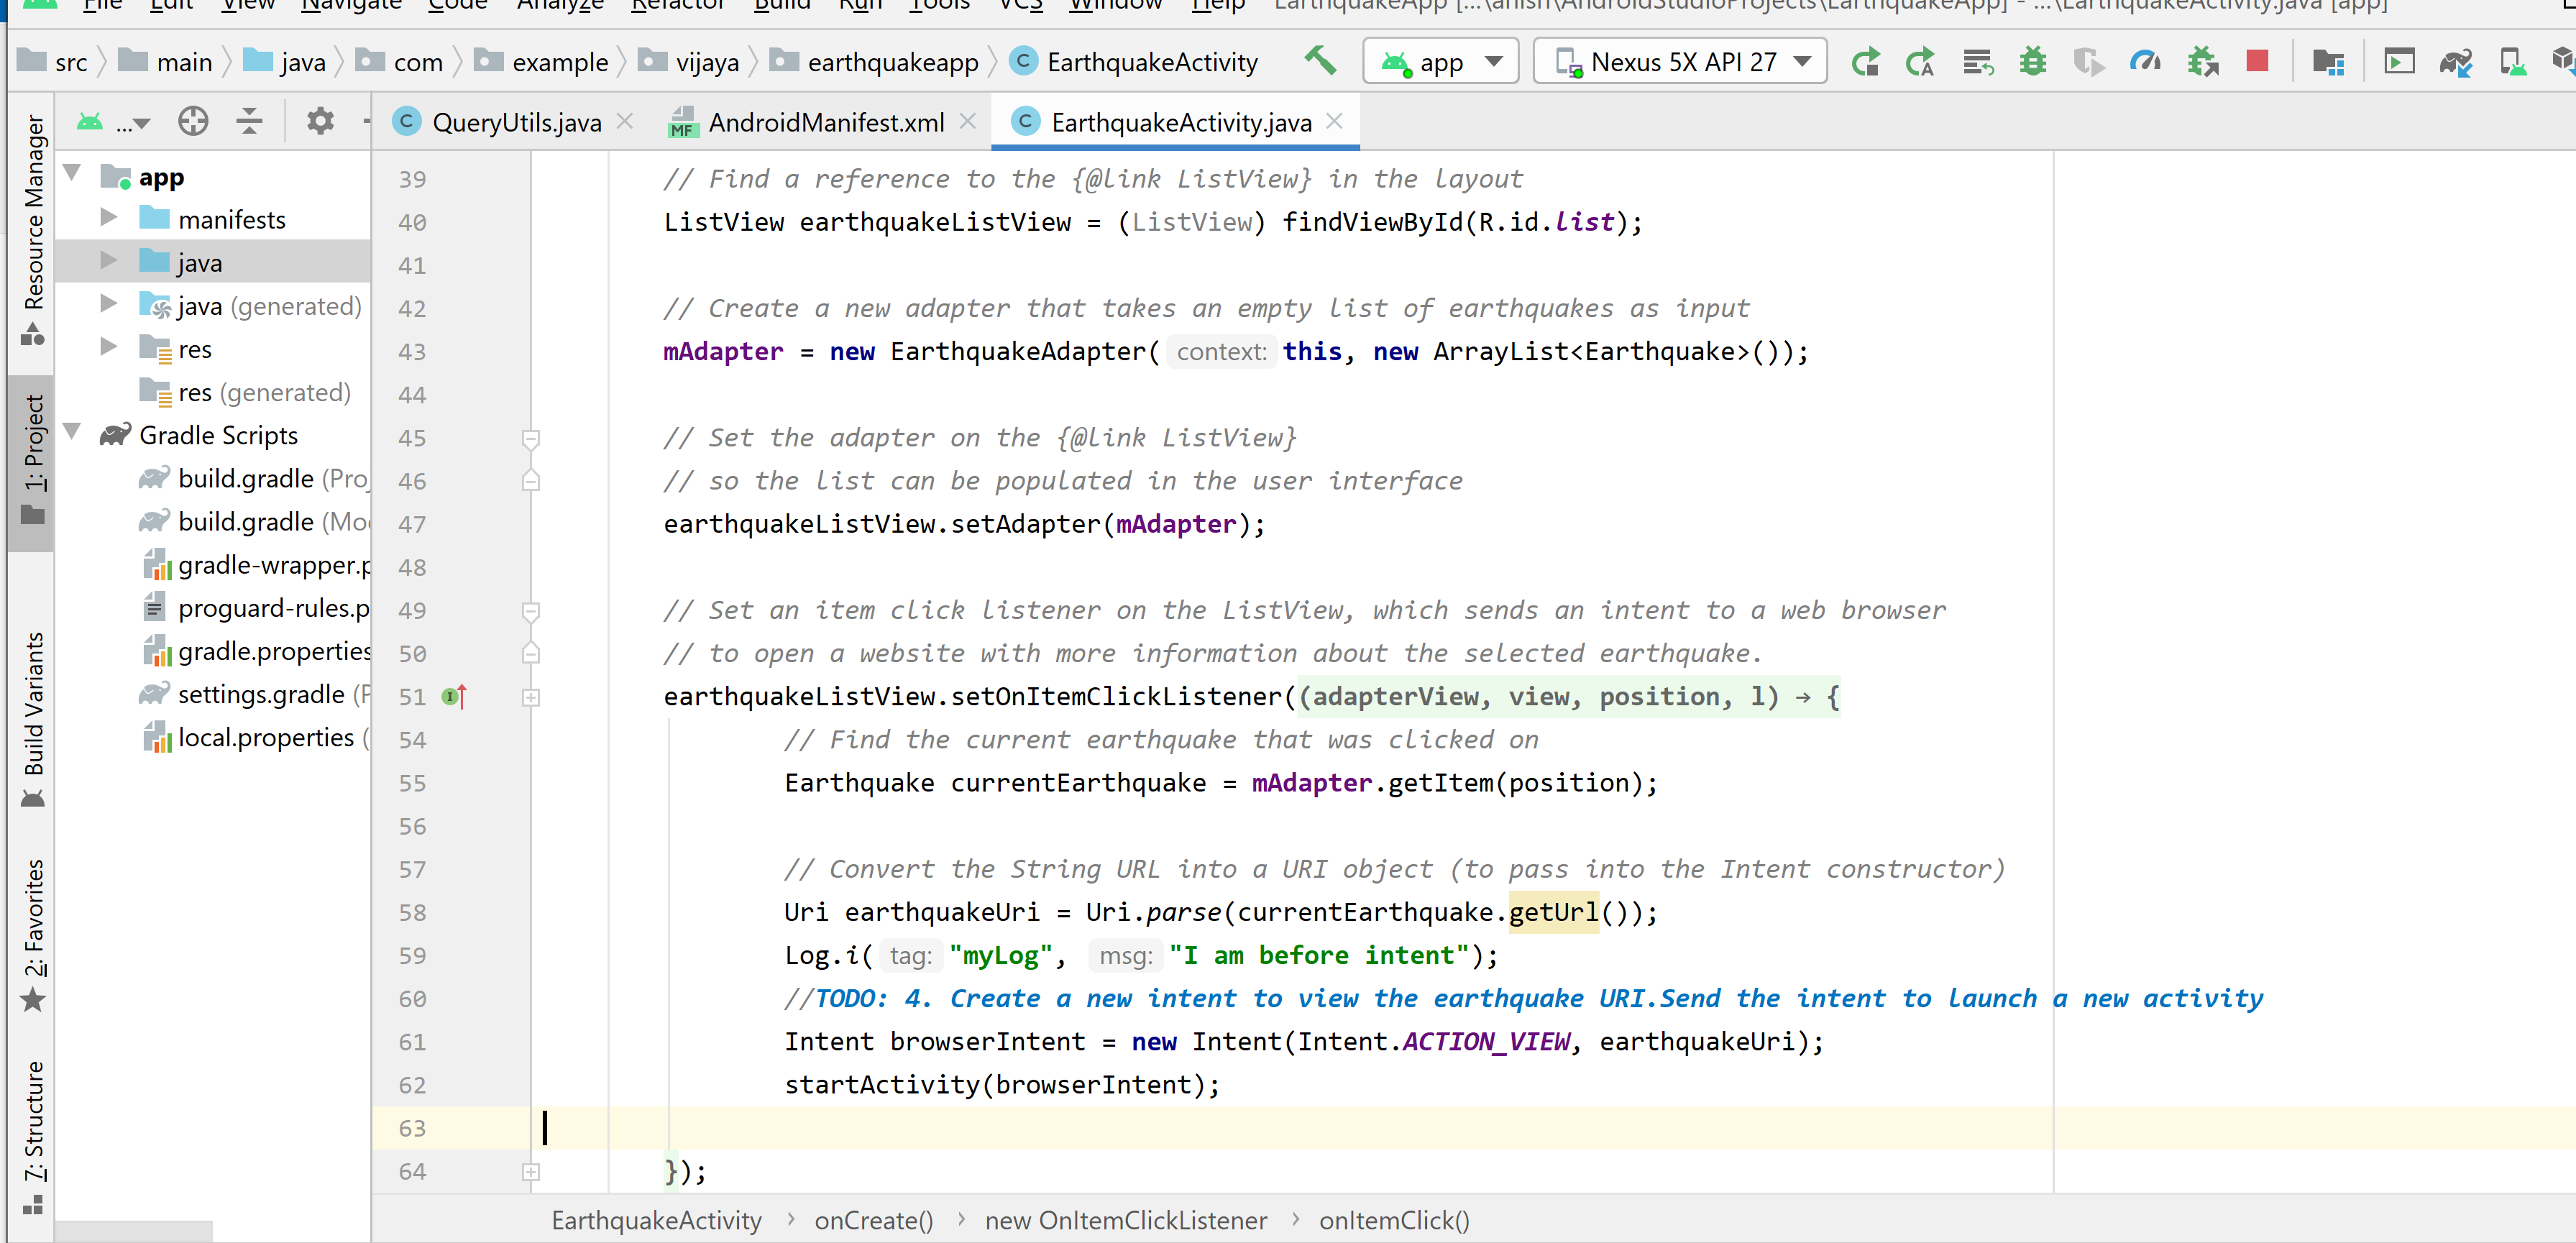 File Edit View Navigate Code Analyze Refactor Build Run Tools VCS Window Help EarthquakeApp [...\anish\AndroidStudioProjects\EarthquakeApp] - ...\EarthquakeActivity.java [app]
src main java com example vijaya earthquakeapp EarthquakeActivity app Nexus 5X API 27
... QueryUtils.java AndroidManifest.xml EarthquakeActivity.java
Resource Manager
1: Project
Build Variants
2: Favorites
7: Structure
app
manifests
java
java (generated)
res
res (generated)
Gradle Scripts
build.gradle (Proj
build.gradle (Mo
gradle-wrapper.p
proguard-rules.p
gradle.properties
settings.gradle (P
local.properties (
39 // Find a reference to the {@link ListView} in the layout
40 ListView earthquakeListView = (ListView) findViewById(R.id.list);
41
42 // Create a new adapter that takes an empty list of earthquakes as input
43 mAdapter = new EarthquakeAdapter( context: this, new ArrayList<Earthquake>());
44
45 // Set the adapter on the {@link ListView}
46 // so the list can be populated in the user interface
47 earthquakeListView.setAdapter(mAdapter);
48
49 // Set an item click listener on the ListView, which sends an intent to a web browser
50 // to open a website with more information about the selected earthquake.
51 earthquakeListView.setOnItemClickListener((adapterView, view, position, l) → {
54 // Find the current earthquake that was clicked on
55 Earthquake currentEarthquake = mAdapter.getItem(position);
56
57 // Convert the String URL into a URI object (to pass into the Intent constructor)
58 Uri earthquakeUri = Uri.parse(currentEarthquake.getUrl());
59 Log.i( tag: "myLog", msg: "I am before intent");
60 //TODO: 4. Create a new intent to view the earthquake URI.Send the intent to launch a new activity
61 Intent browserIntent = new Intent(Intent.ACTION_VIEW, earthquakeUri);
62 startActivity(browserIntent);
63
64 });
EarthquakeActivity › onCreate() › new OnItemClickListener › onItemClick()